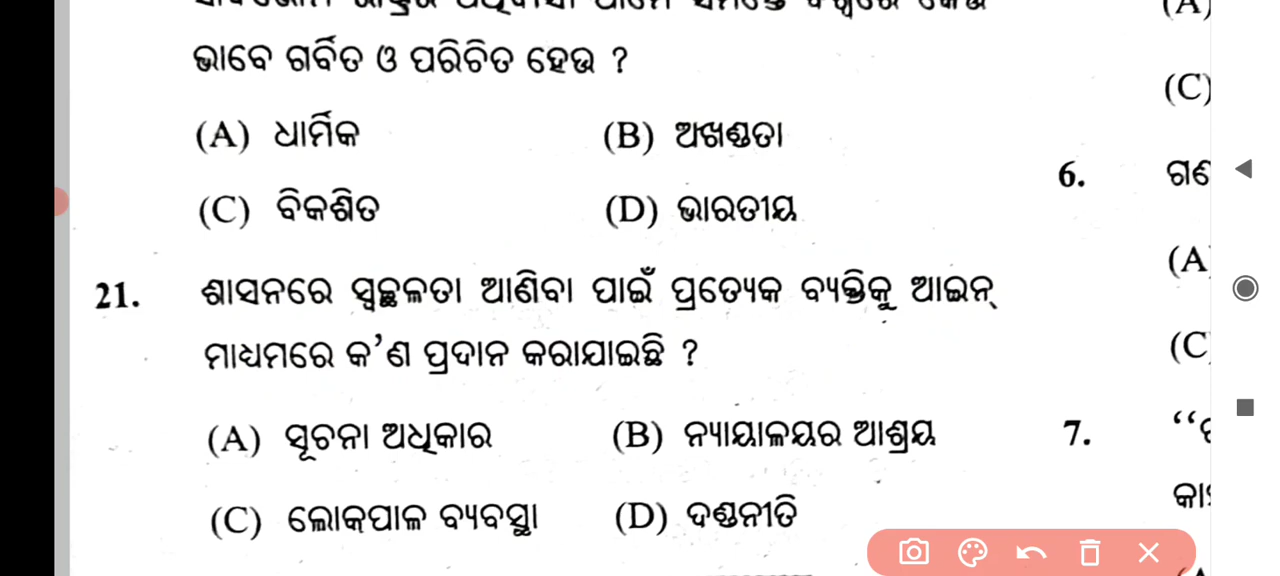 ଭାବେ ଗର୍ବିତ ଓ ପରିଚିତ ହେଉ ?
(A) ଧାର୍ମିକ
(B) ଅଖଣ୍ଡତା
(C) ବିକଶିତ
(D) ଭାରତୀୟ
21. ଶାସନରେ ସ୍ୱଚ୍ଛଳତା ଆଣିବା ପାଇଁ ପ୍ରତ୍ୟେକ ବ୍ୟକ୍ତିକୁ ଆଇନ୍
ମାଧ୍ୟମରେ କ'ଣ ପ୍ରଦାନ କରାଯାଇଛି ?
(A) ସୂଚନା ଅଧିକାର
(B) ନ୍ୟାୟାଳୟର ଆଶ୍ରୟ
(C) ଲୋକପାଳ ବ୍ୟବସ୍ଥା
(D) ଦଣ୍ଡନୀତି
(A)
(C)
6.
(A
(C)
7.